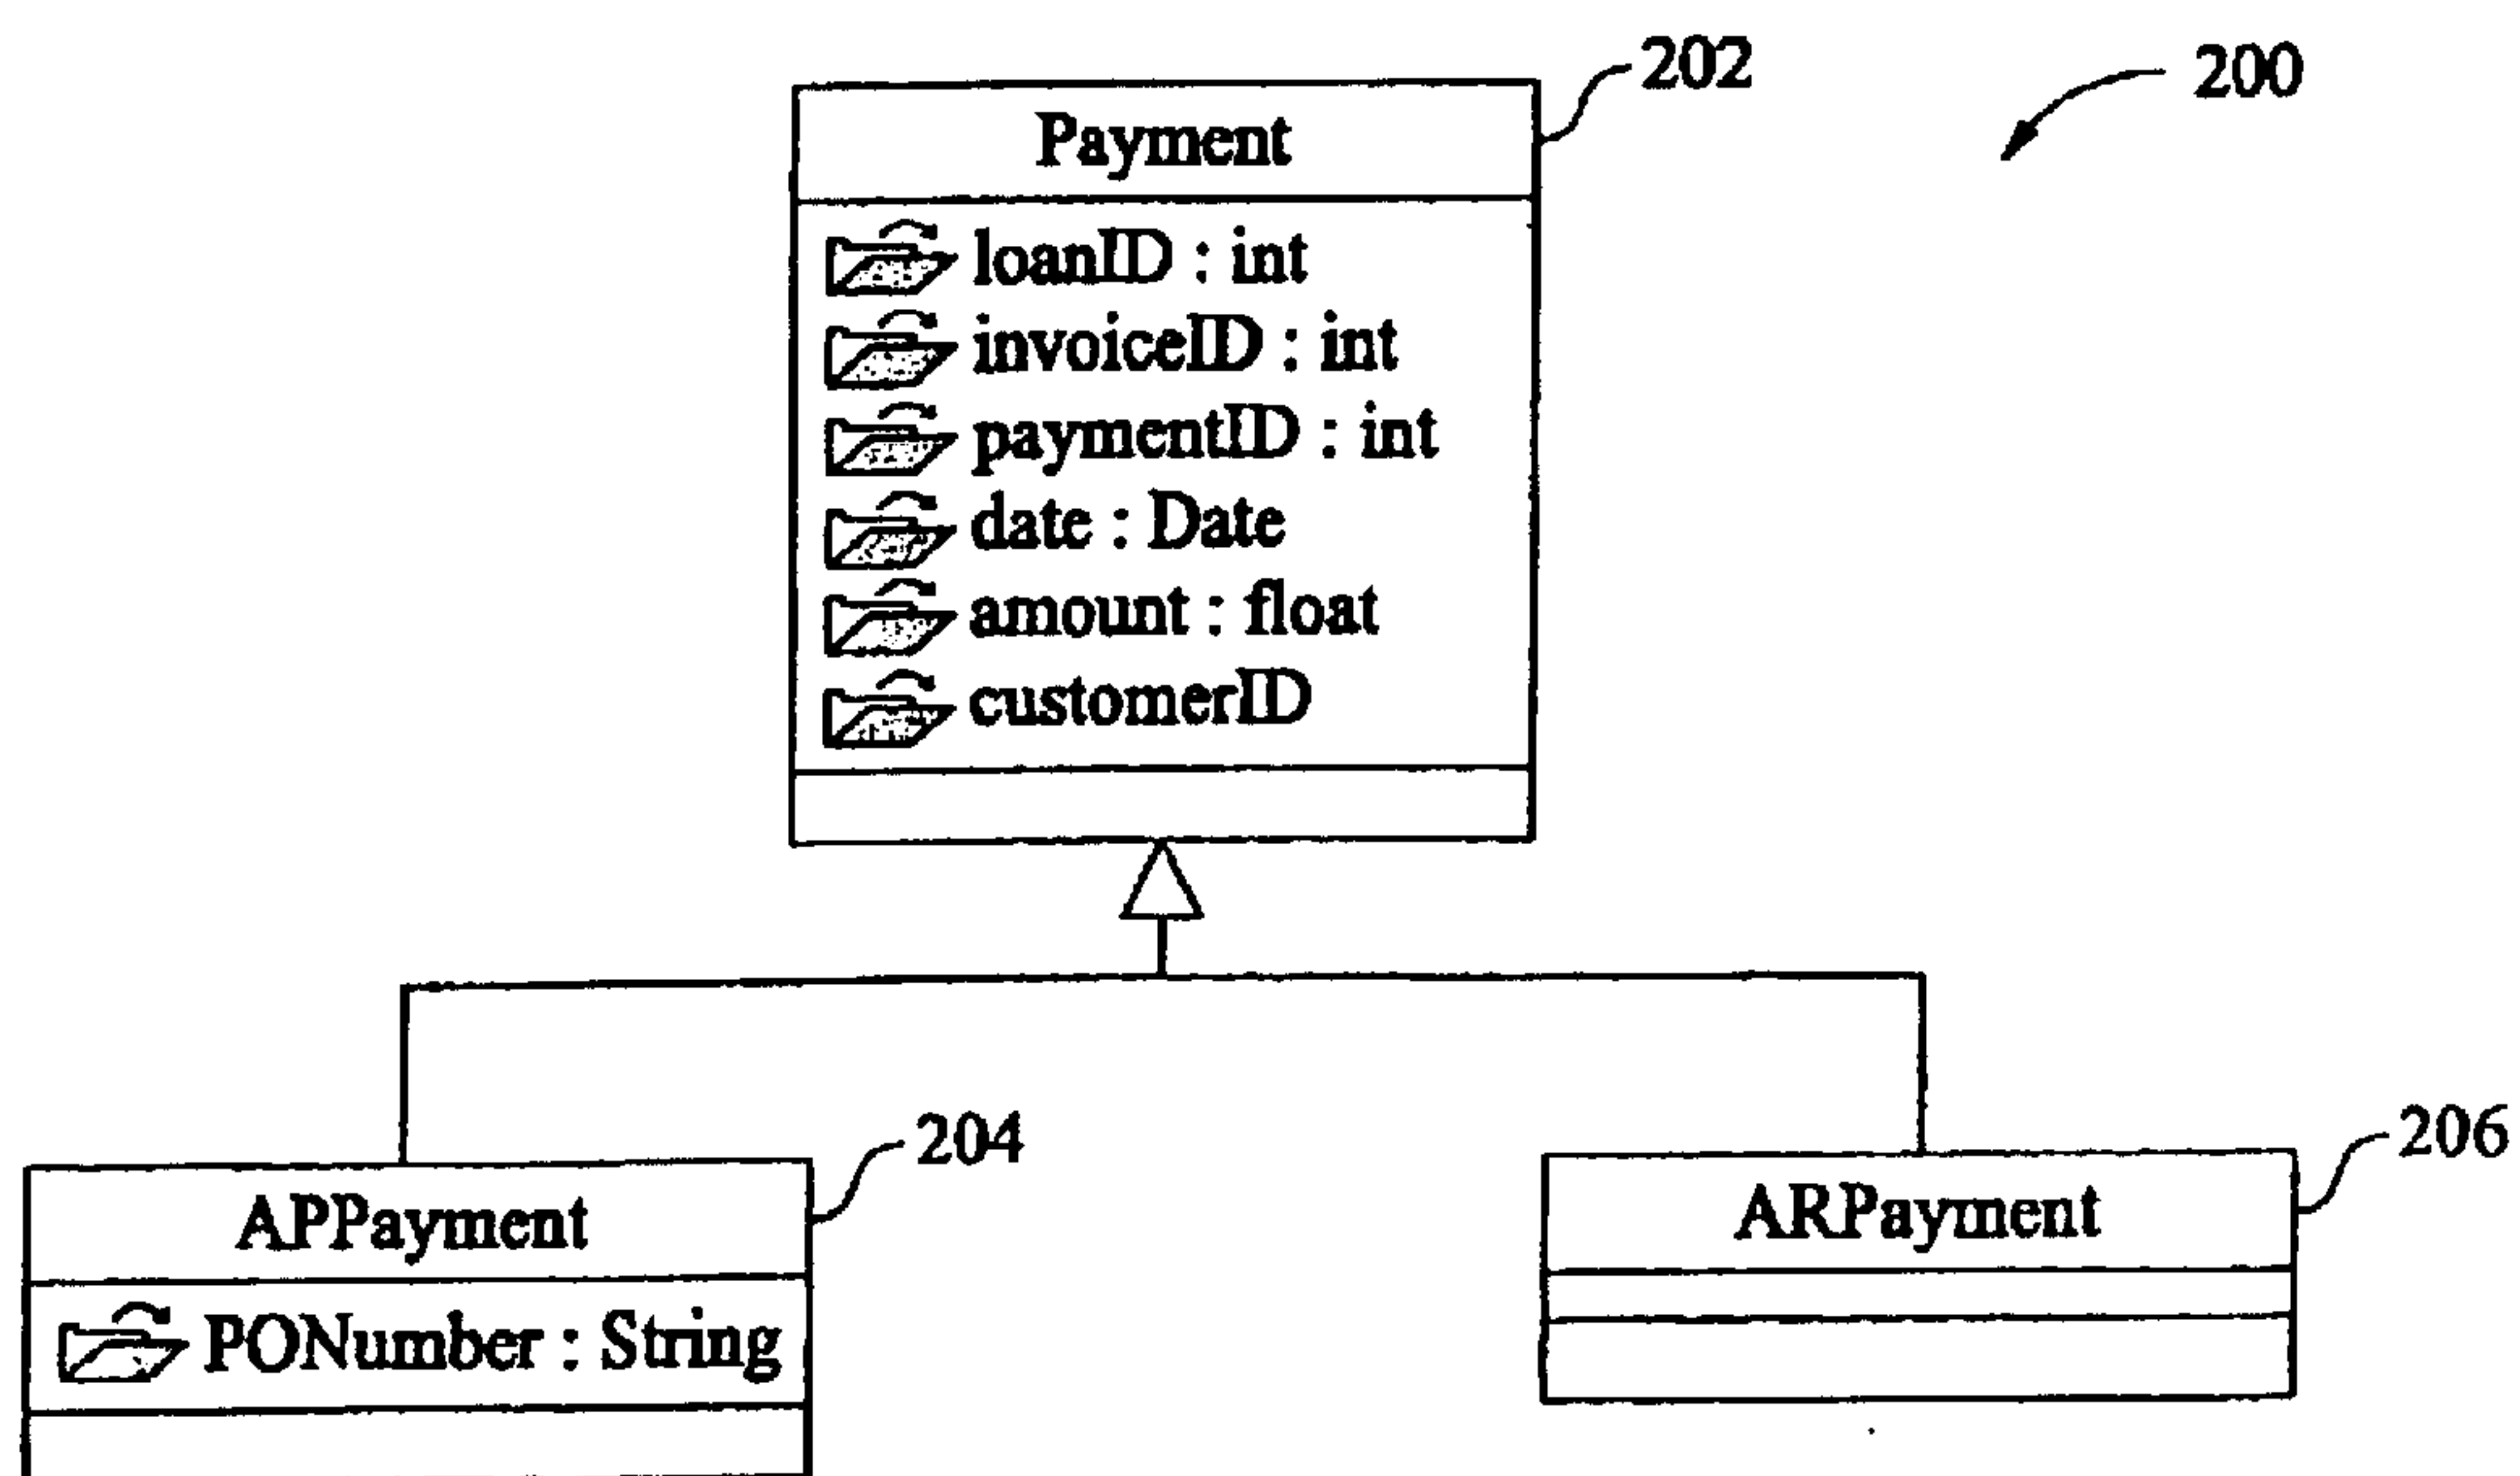 202
200
Payment
loanID : int
invoiceID : int
paymentID : int
date : Date
amount : float
customerID
204
206
APPayment
ARPayment
PONumber : String